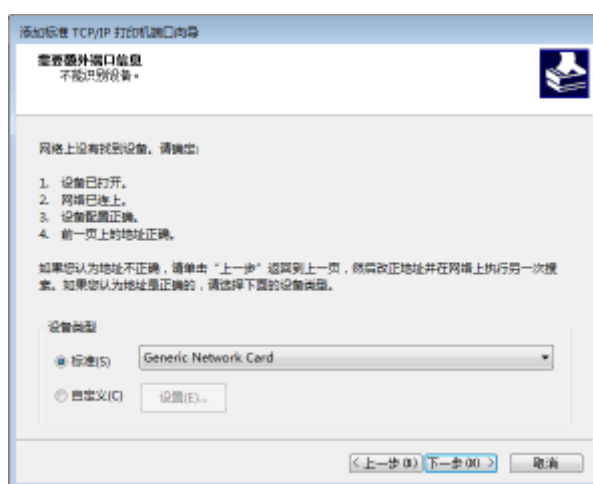 添加标准 TCP/IP 打印机端口向导
需要额外端口信息
不能识别设备。
网络上没有找到设备。请确定:
1. 设备已打开。
2. 网络已连上。
3. 设备配置正确。
4. 前一页上的地址正确。
如果您认为地址不正确，请单击“上一步”返回到上一页，然后改正地址并在网络上执行另一次搜
索。如果您认为地址是正确的，请选择下面的设备类型。
设备类型
标准(S) Generic Network Card
自定义(C) 设置(E)...
<上一步(B) 下一步(N) > 取消